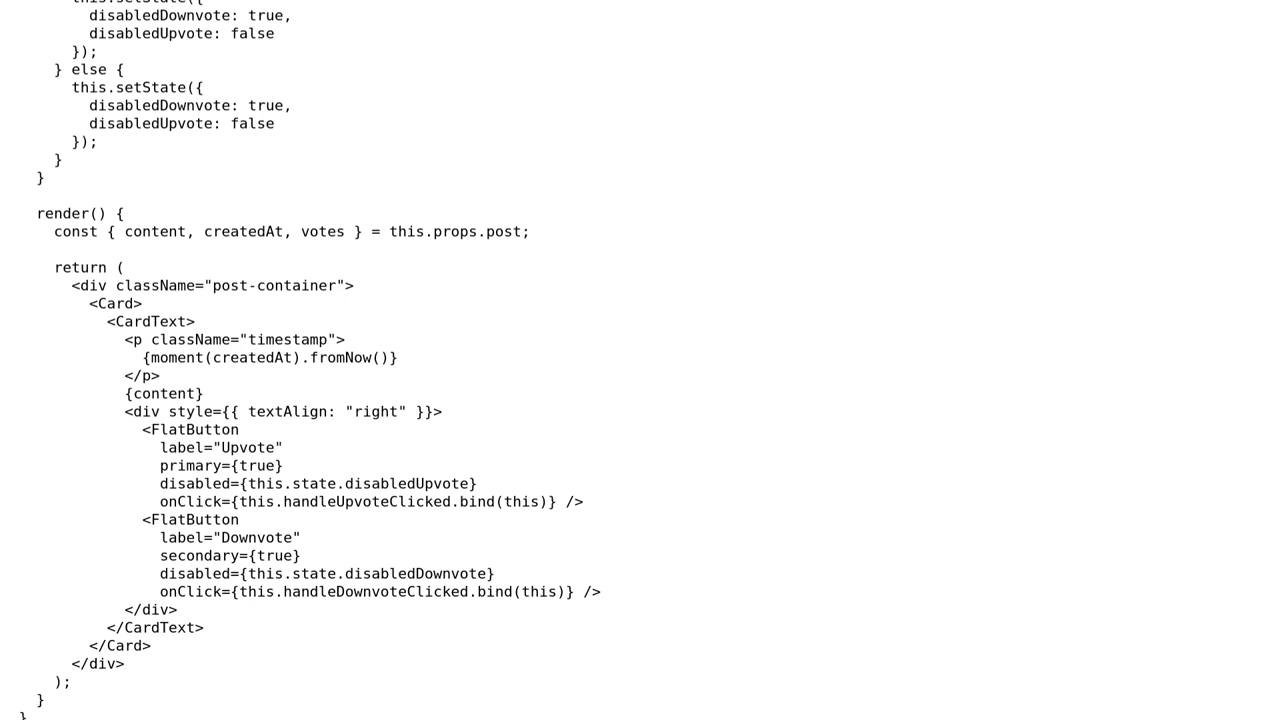 this.setState({
disabledDownvote: true,
disabledUpvote: false
});
} else {
this.setState({
disabledDownvote: true,
disabledUpvote: false
});
}
}
render() {
const { content, createdAt, votes } = this.props.post;
return (
<div className="post-container">
<Card>
<CardText>
<p className="timestamp">
{moment(createdAt).fromNow()}
</p>
{content}
<div style={{ textAlign: "right" }}>
<FlatButton
label="Upvote"
primary={true}
disabled={this.state.disabledUpvote}
onClick={this.handleUpvoteClicked.bind(this)} />
<FlatButton
label="Downvote"
secondary={true}
disabled={this.state.disabledDownvote}
onClick={this.handleDownvoteClicked.bind(this)} />
</div>
</CardText>
</Card>
</div>
);
}
}